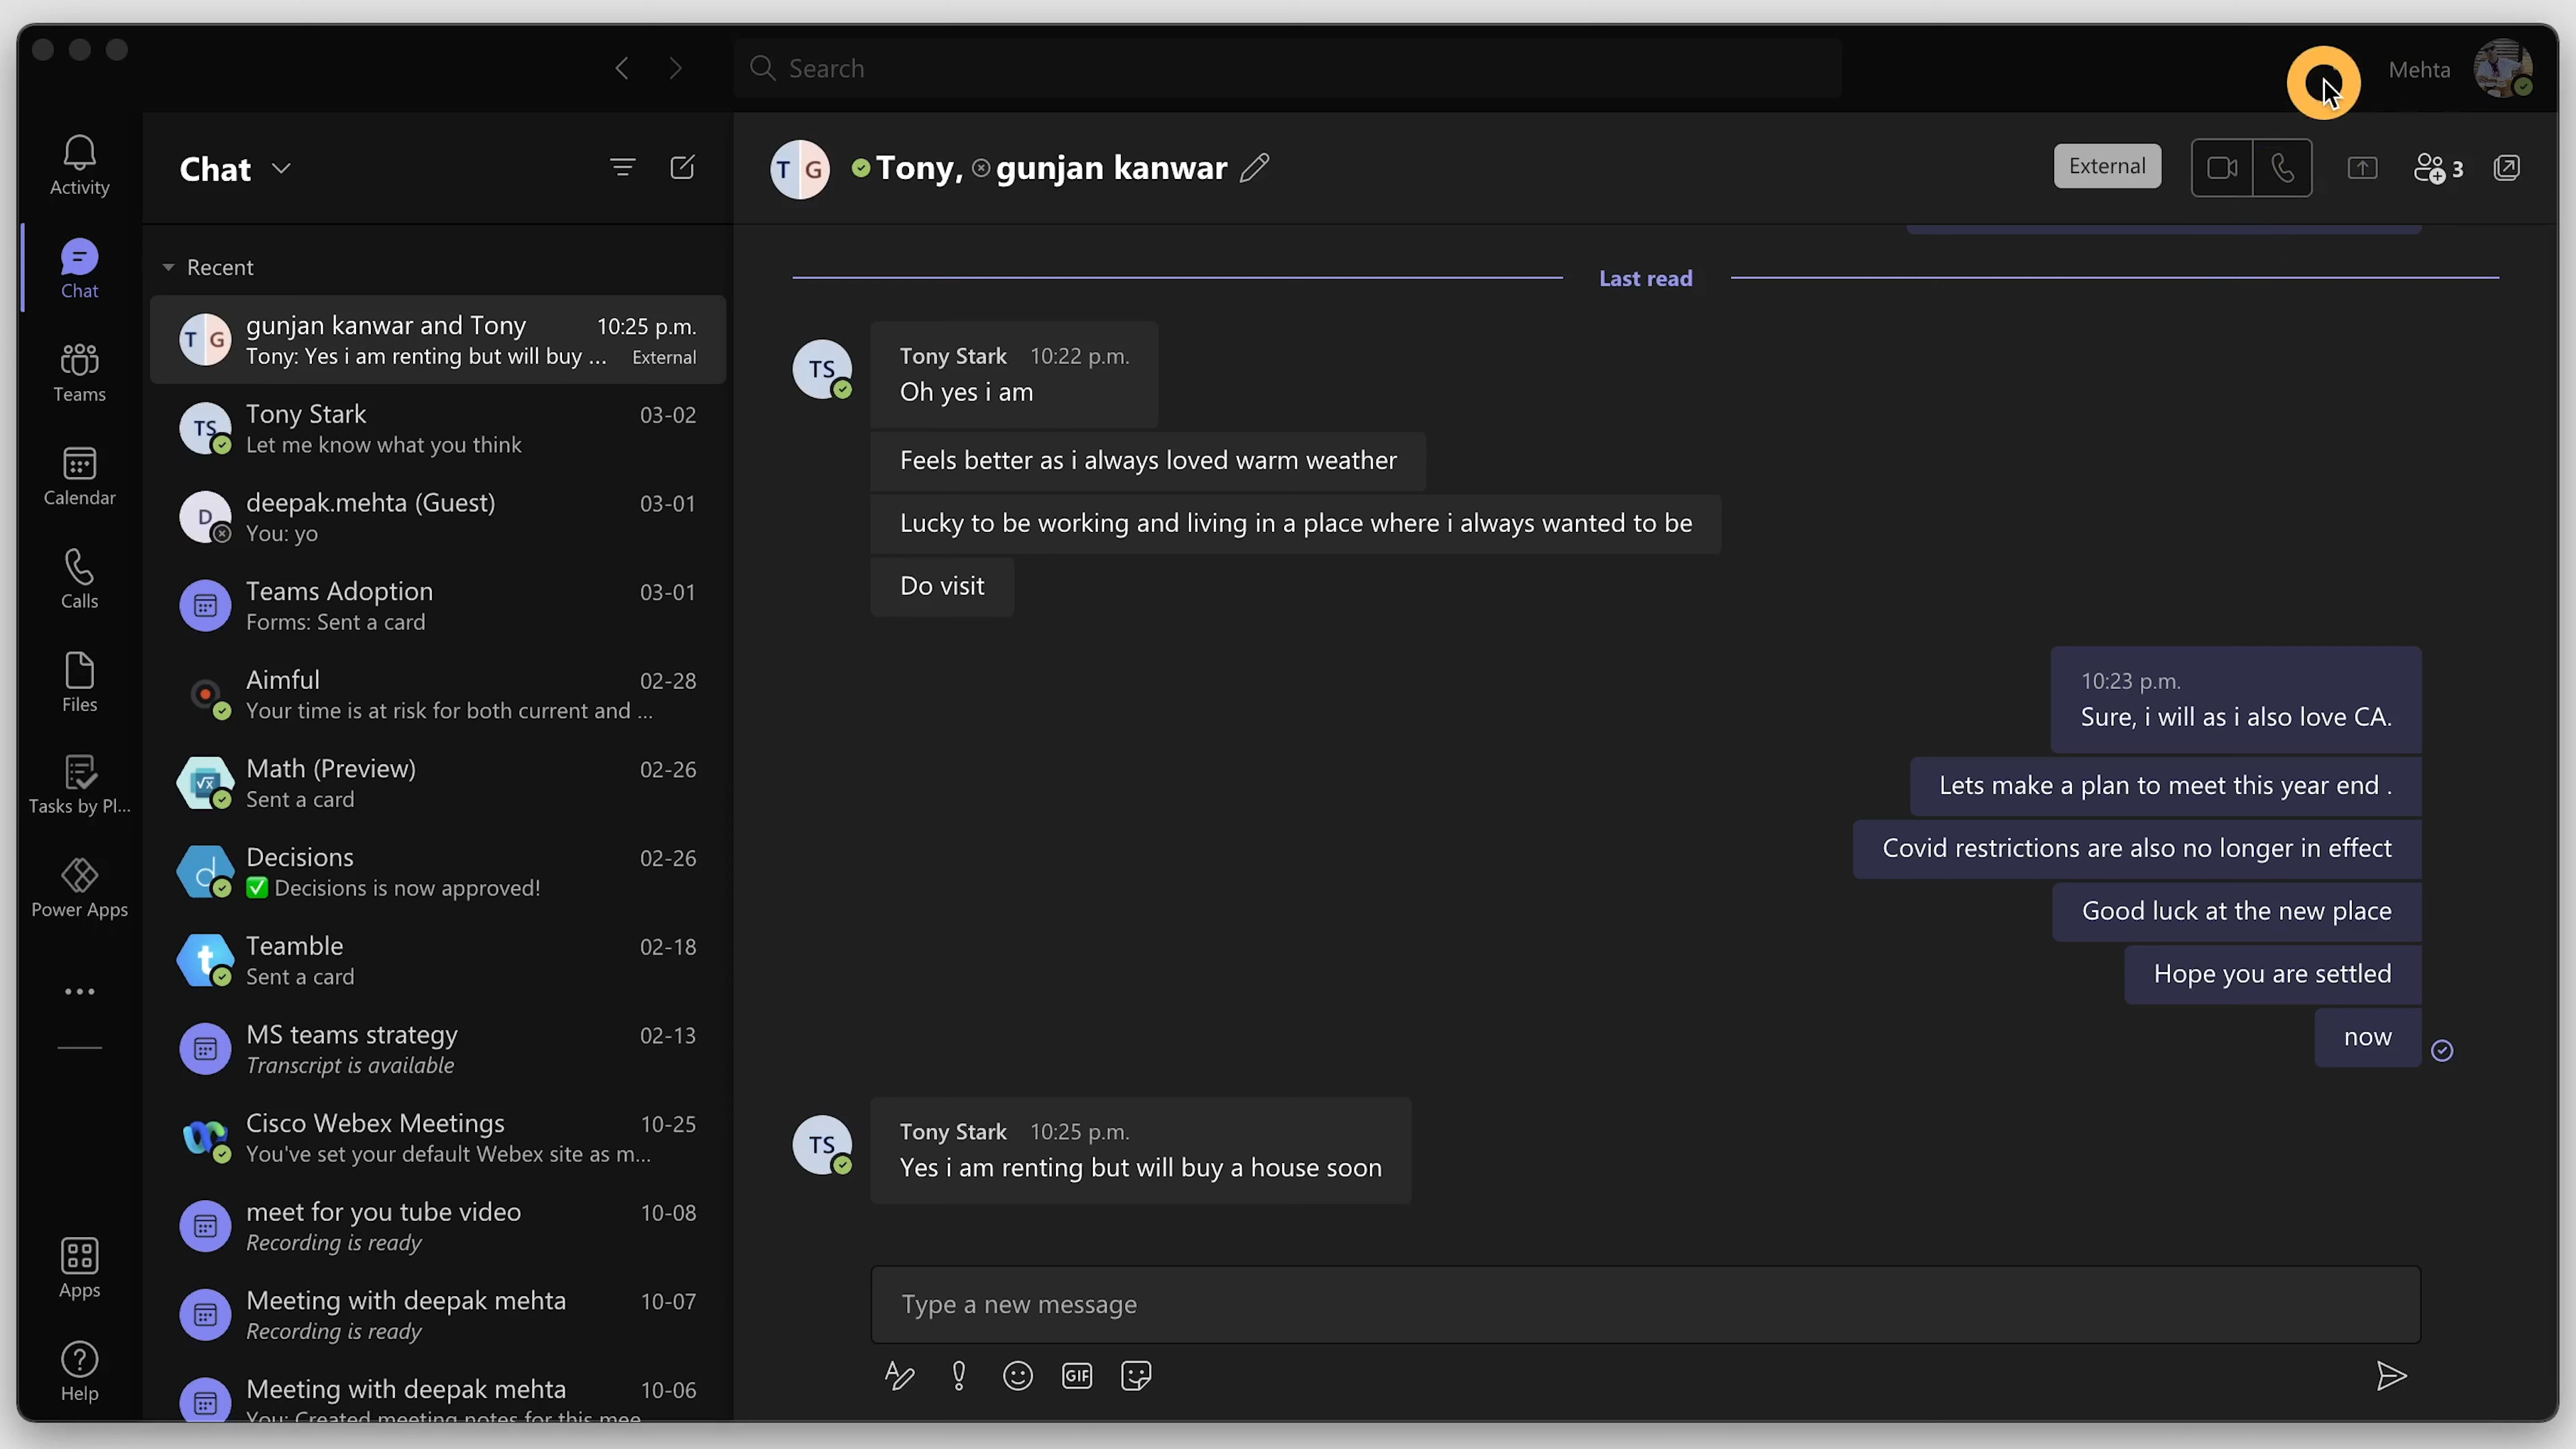 Search
Mehta
Activity
Chat
Teams
Calendar
Calls
Files
Tasks by Pl...
Power Apps
Apps
Help
Chat
Recent
T G
gunjan kanwar and Tony 10:25 p.m.
Tony: Yes i am renting but will buy ... External
TS
Tony Stark 03-02
Let me know what you think
D
deepak.mehta (Guest) 03-01
You: yo
Teams Adoption 03-01
Forms: Sent a card
Aimful 02-28
Your time is at risk for both current and ...
Math (Preview) 02-26
Sent a card
Decisions 02-26
✅ Decisions is now approved!
Teamble 02-18
Sent a card
MS teams strategy 02-13
Transcript is available
Cisco Webex Meetings 10-25
You've set your default Webex site as m...
meet for you tube video 10-08
Recording is ready
Meeting with deepak mehta 10-07
Recording is ready
Meeting with deepak mehta 10-06
You: Created meeting notes for this mee
T G
Tony, gunjan kanwar
External
3
Last read
TS
Tony Stark 10:22 p.m.
Oh yes i am
Feels better as i always loved warm weather
Lucky to be working and living in a place where i always wanted to be
Do visit
10:23 p.m.
Sure, i will as i also love CA.
Lets make a plan to meet this year end .
Covid restrictions are also no longer in effect
Good luck at the new place
Hope you are settled
now
TS
Tony Stark 10:25 p.m.
Yes i am renting but will buy a house soon
Type a new message
GIF